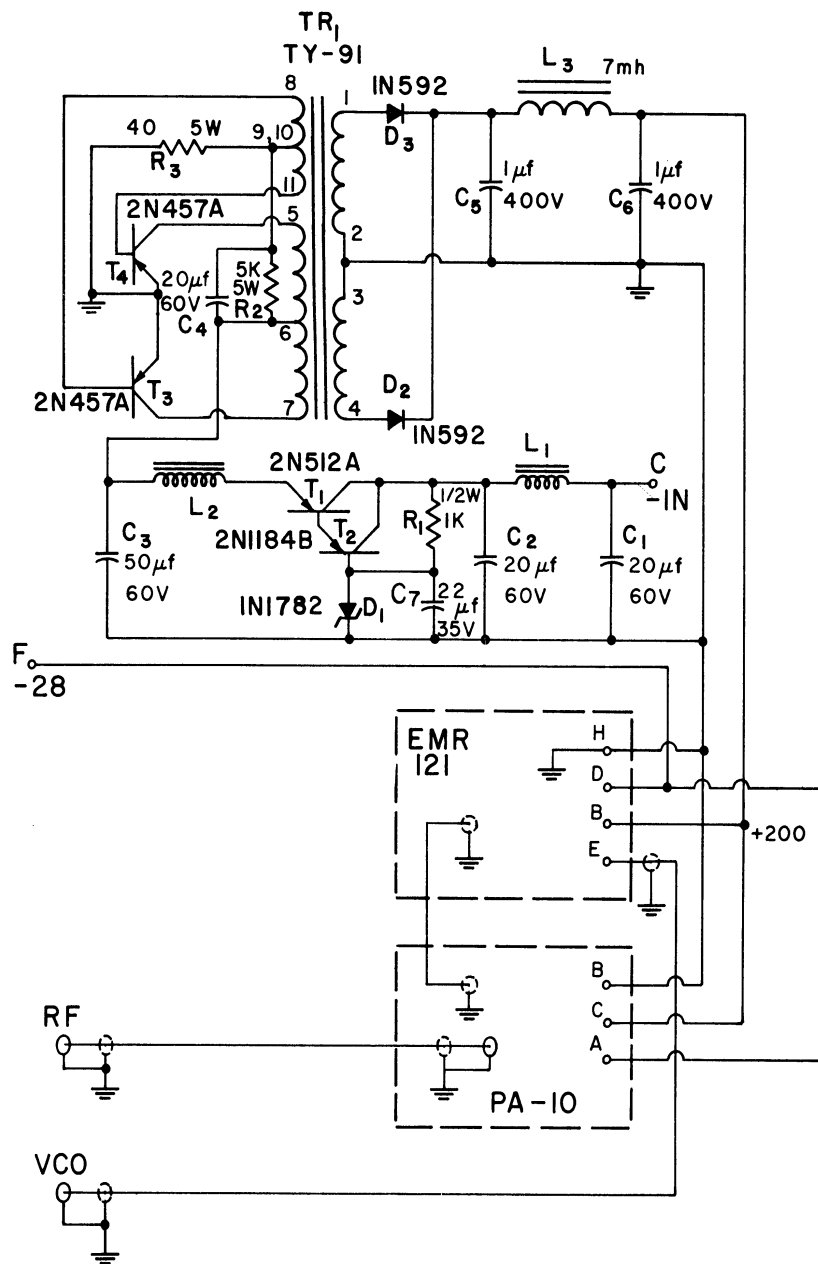 TR1
TY-91
8
1
1N592
L3 7mh
40 5W
9,10
R3
D3
11
1µf
400V
C5
1µf
400V
C6
2N457A
5
T4
2
20µf
60V
C4
5K
5W
R2
3
6
T3
D2
2N457A
7
4
1N592
2N512A
L1
C
-IN
T1
1/2W
1K
R1
L2
T2
2N1184B
C3
50µf
60V
C2
20µf
60V
C1
20µf
60V
1N1782
D1
C7
22
µf
35V
F
-28
EMR
121
H
D
B
+200
E
B
RF
C
A
PA-10
VCO